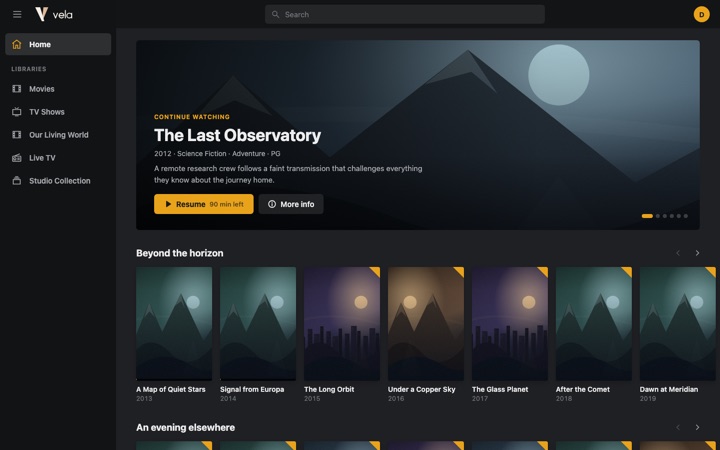 vela
Search
D
Home
LIBRARIES
Movies
TV Shows
Our Living World
Live TV
Studio Collection
CONTINUE WATCHING
The Last Observatory
2012 · Science Fiction · Adventure · PG
A remote research crew follows a faint transmission that challenges everything
they know about the journey home.
Resume 90 min left
More info
Beyond the horizon
A Map of Quiet Stars
2013
Signal from Europa
2014
The Long Orbit
2015
Under a Copper Sky
2016
The Glass Planet
2017
After the Comet
2018
Dawn at Meridian
2019
An evening elsewhere